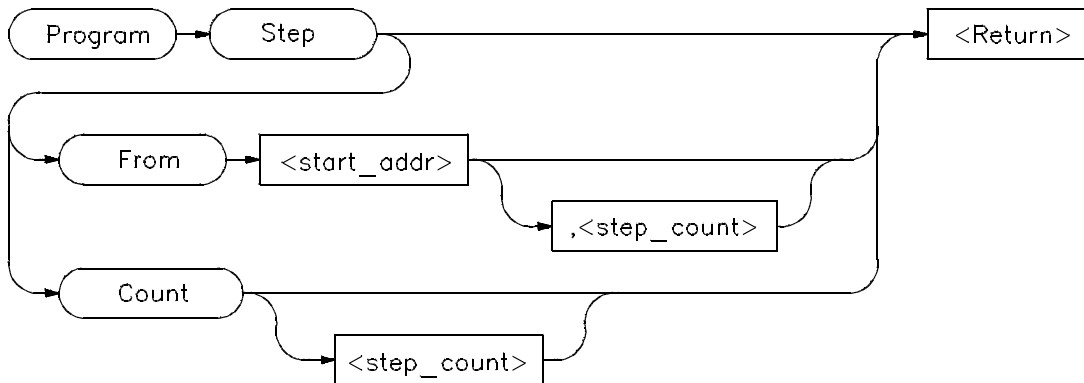 Program Step <Return>
From <start_addr>
,<step_count>
Count
<step_count>